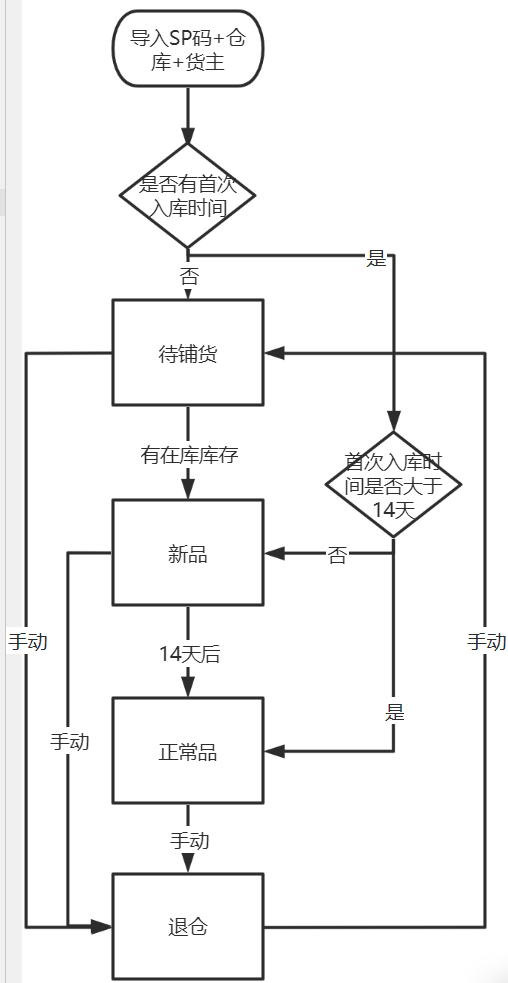 导入SP码+仓
库+货主
是否有首次
入库时间
否
是
待铺货
有在库库存
首次入库时
间是否大于
14天
新品
否
手动
手动
14天后
是
手动
正常品
手动
退仓